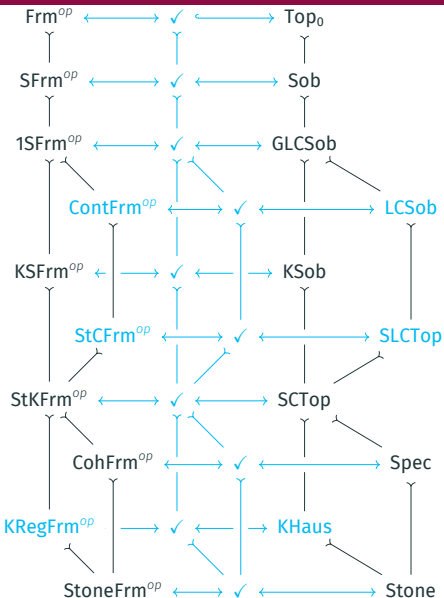 Frm^op ✓ Top₀
SFrm^op ✓ Sob
1SFrm^op ✓ GLCSob
ContFrm^op ✓ LCSob
KSFrm^op ✓ KSob
StCFrm^op ✓ SLCTop
StKFrm^op ✓ SCTop
CohFrm^op ✓ Spec
KRegFrm^op ✓ KHaus
StoneFrm^op ✓ Stone